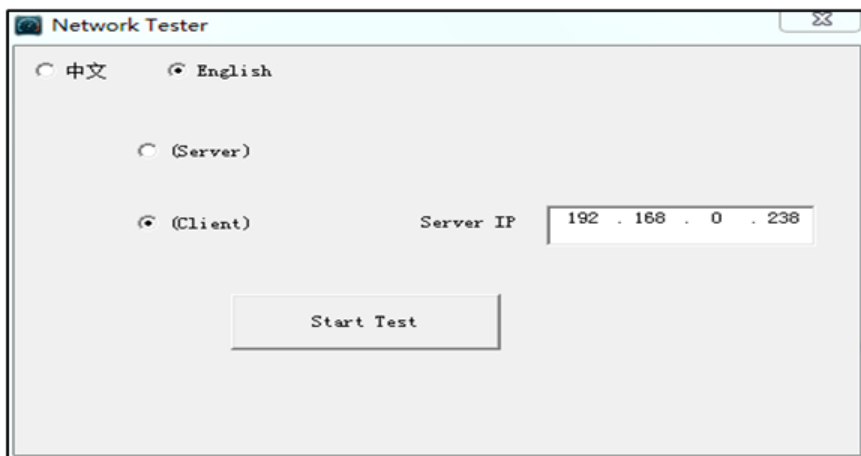 Network Tester
中文 English
(Server)
(Client) Server IP 192 . 168 . 0 . 238
Start Test